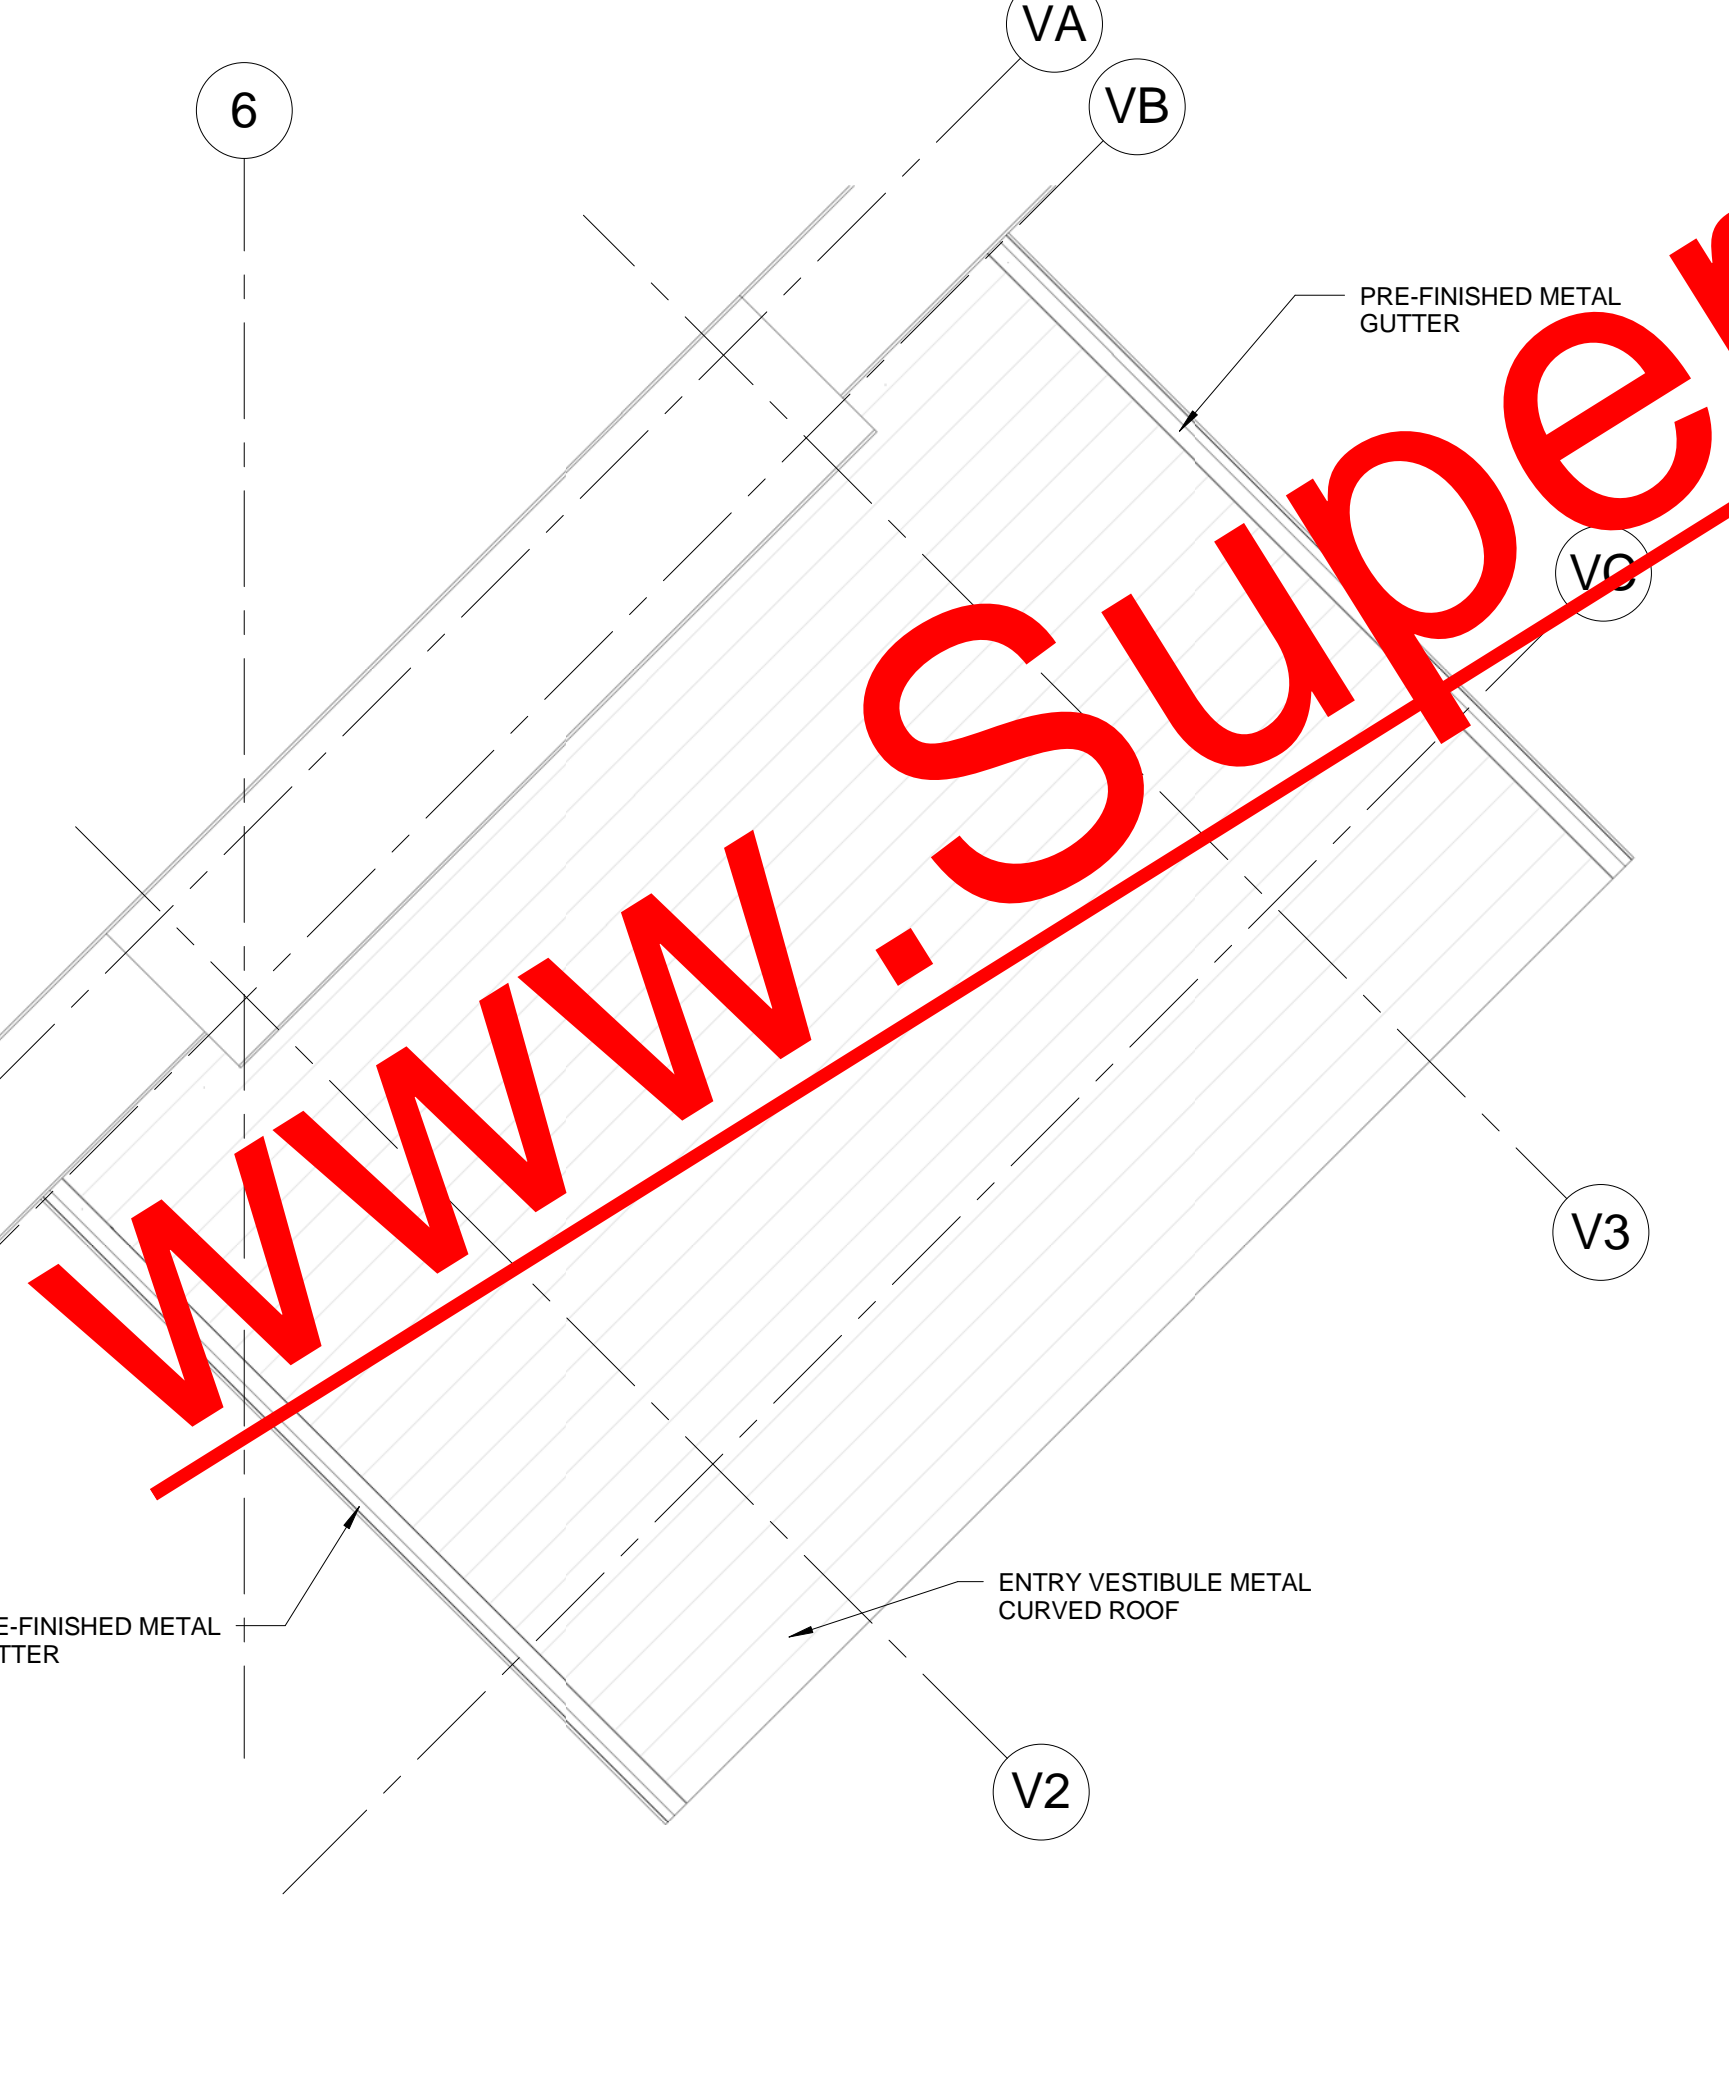 VA
VB
6
PRE-FINISHED METAL
GUTTER
VC
www.Super
V3
ENTRY VESTIBULE METAL
CURVED ROOF
E-FINISHED METAL
TTER
V2